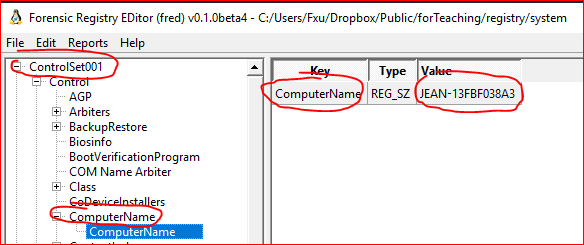 Forensic Registry EDitor (fred) v0.1.0beta4 - C:/Users/Fxu/Dropbox/Public/forTeaching/registry/system
File Edit Reports Help
ControlSet001
Control
AGP
Arbiters
BackupRestore
Biosinfo
BootVerificationProgram
COM Name Arbiter
Class
CoDeviceInstallers
ComputerName
ComputerName
Key Type Value
ComputerName REG_SZ JEAN-13FBF038A3